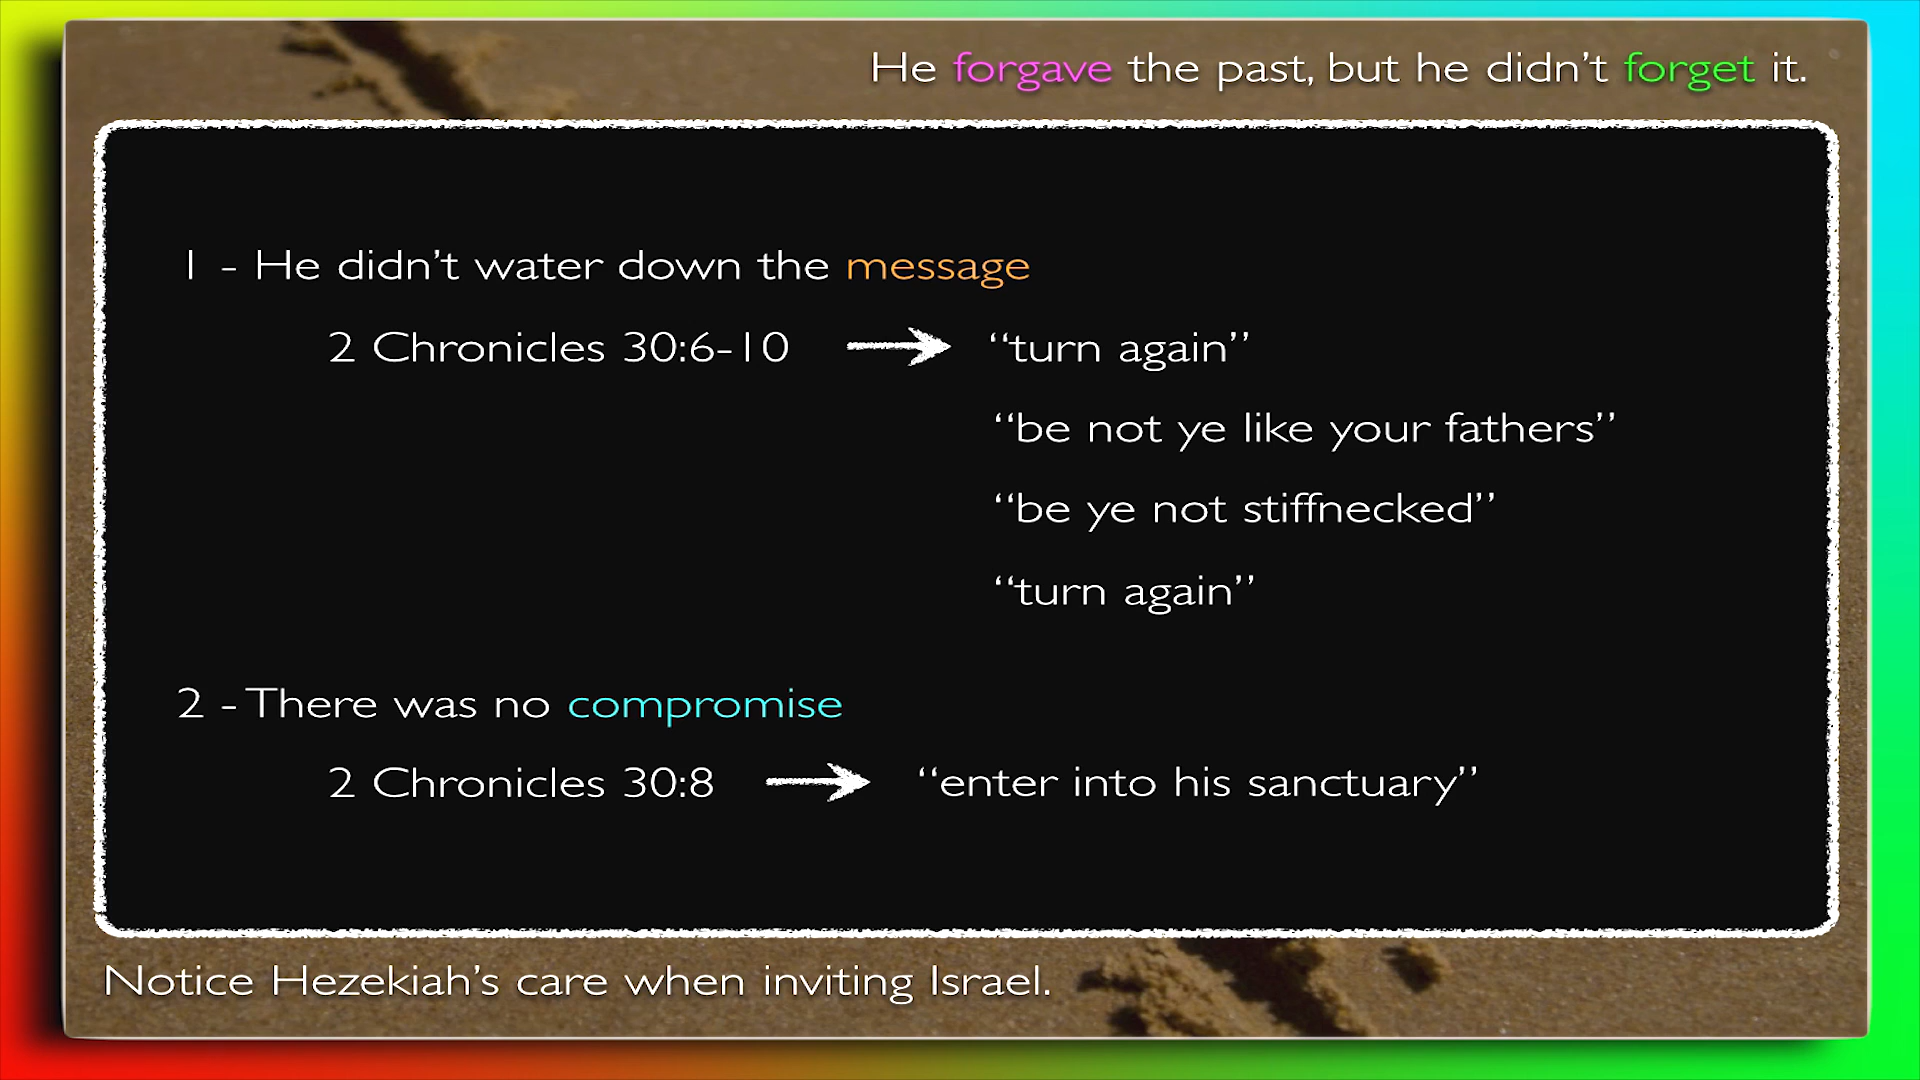 He forgave the past, but he didn't forget it.
1 - He didn't water down the message
2 Chronicles 30:6-10 → “turn again”
“be not ye like your fathers”
“be ye not stiffnecked”
“turn again”
2 - There was no compromise
2 Chronicles 30:8 → “enter into his sanctuary”
Notice Hezekiah's care when inviting Israel.